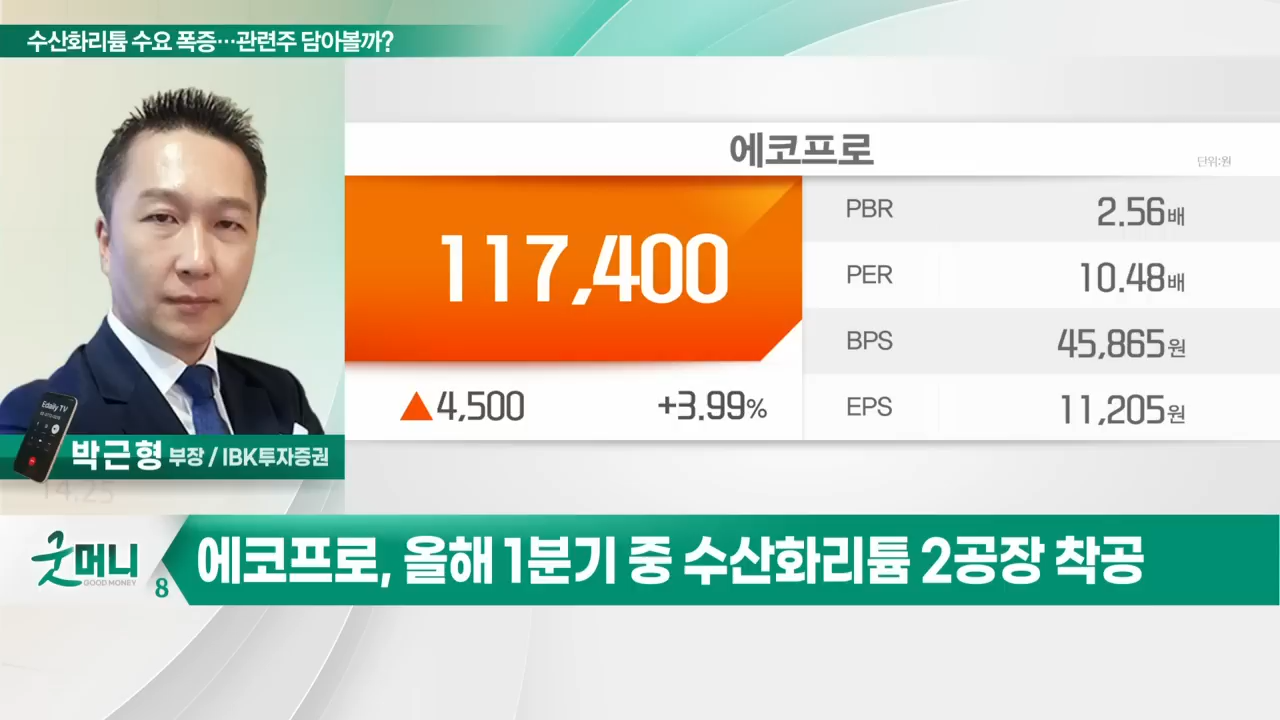 수산화리튬 수요 폭증…관련주 담아볼까?
에코프로
단위:원
117,400
▲4,500 +3.99%
PBR 2.56배
PER 10.48배
BPS 45,865원
EPS 11,205원
Edaily TV
박근형 부장 / IBK투자증권
14:25
굿머니
GOOD MONEY
8
에코프로, 올해 1분기 중 수산화리튬 2공장 착공